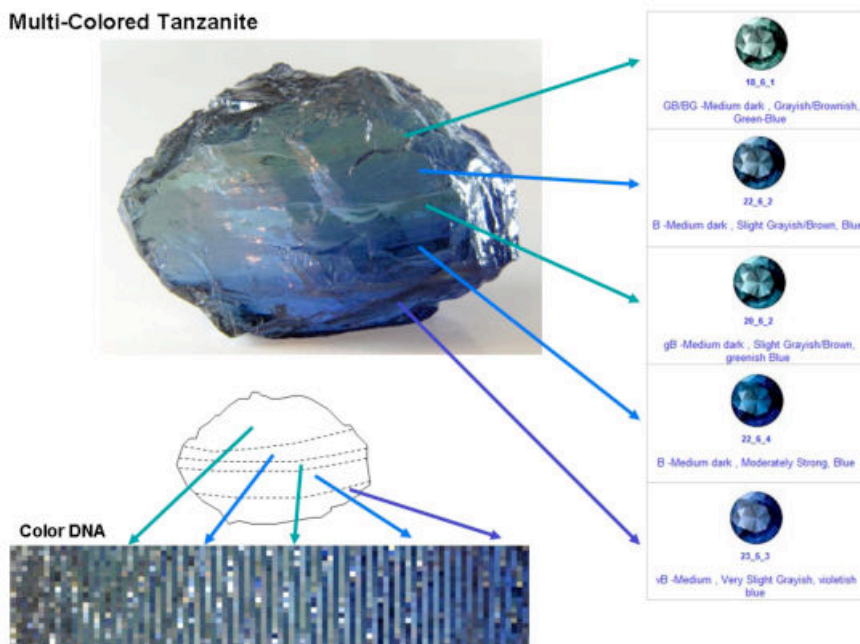 Multi-Colored Tanzanite
18_6_1
GB/BG -Medium dark , Grayish/Brownish,
Green-Blue
22_6_2
B -Medium dark , Slight Grayish/Brown, Blue
20_6_2
gB -Medium dark , Slight Grayish/Brown,
greenish Blue
22_6_4
B -Medium dark , Moderately Strong, Blue
23_6_3
vB -Medium , Very Slight Grayish, violetish
blue
Color DNA